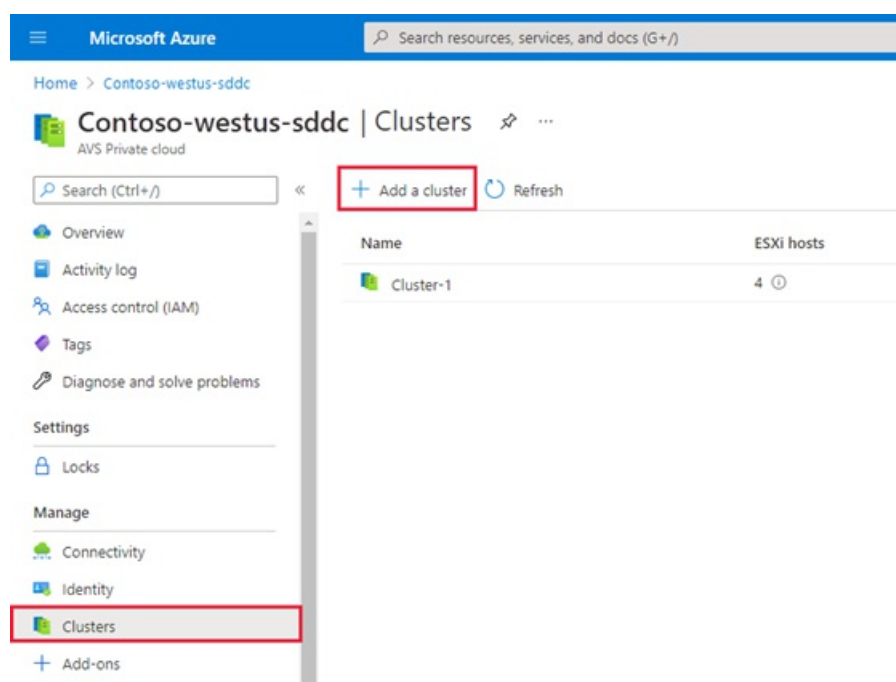 Microsoft Azure
Search resources, services, and docs (G+/)
Home > Contoso-westus-sddc
Contoso-westus-sddc | Clusters ...
AVS Private cloud
Search (Ctrl+/)
«
+ Add a cluster
Refresh
Overview
Activity log
Access control (IAM)
Tags
Diagnose and solve problems
Settings
Locks
Manage
Connectivity
Identity
Clusters
+ Add-ons
Name ESXi hosts
Cluster-1 4